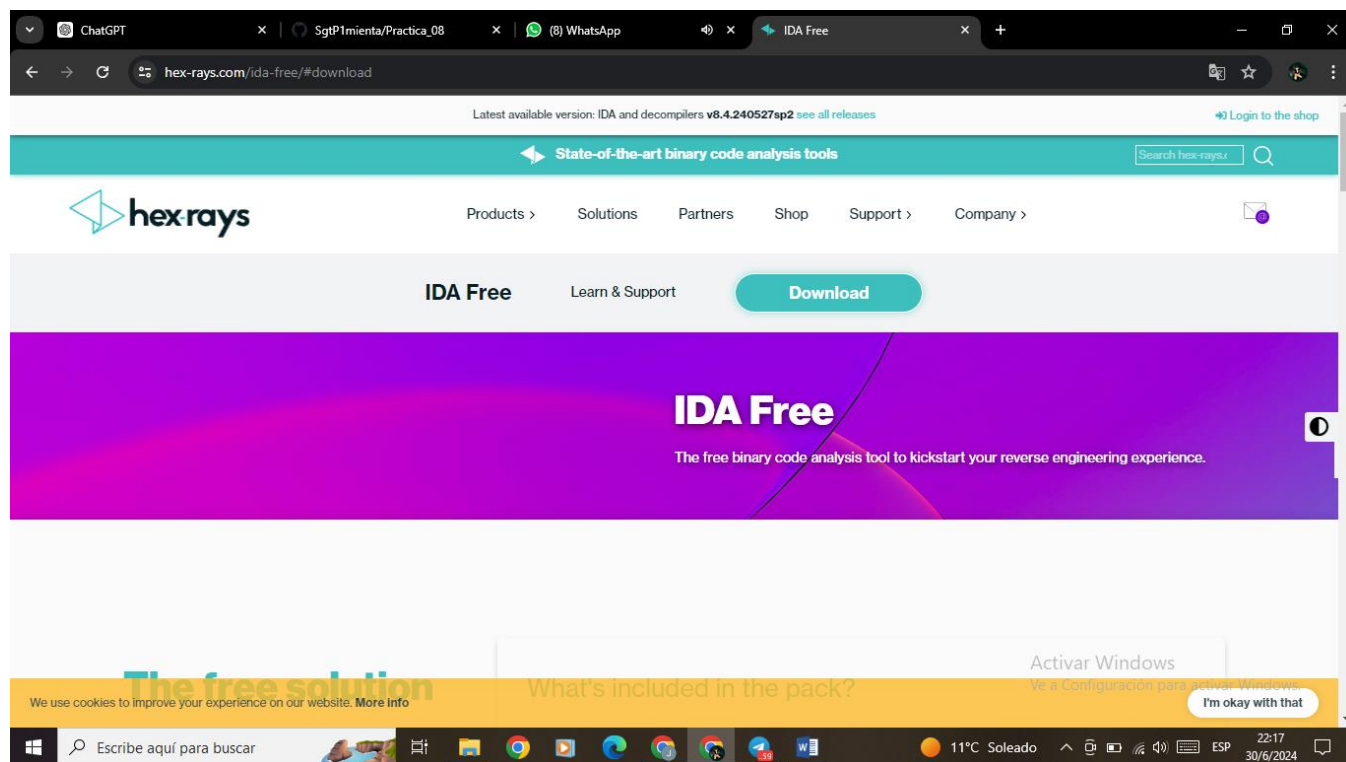 ChatGPT
SgtP1mienta/Practica_08
(8) WhatsApp
IDA Free
hex-rays.com/ida-free/#download
Latest available version: IDA and decompilers v8.4.240527sp2 see all releases
Login to the shop
State-of-the-art binary code analysis tools
Search hex-rays.c
hex-rays
Products >
Solutions
Partners
Shop
Support >
Company >
IDA Free
Learn & Support
Download
IDA Free
The free binary code analysis tool to kickstart your reverse engineering experience.
The free solution
What's included in the pack?
Activar Windows
Ve a Configuración para activar Windows.
We use cookies to improve your experience on our website. More info
I'm okay with that
Escribe aquí para buscar
59
11°C Soleado
ESP
22:17
30/6/2024